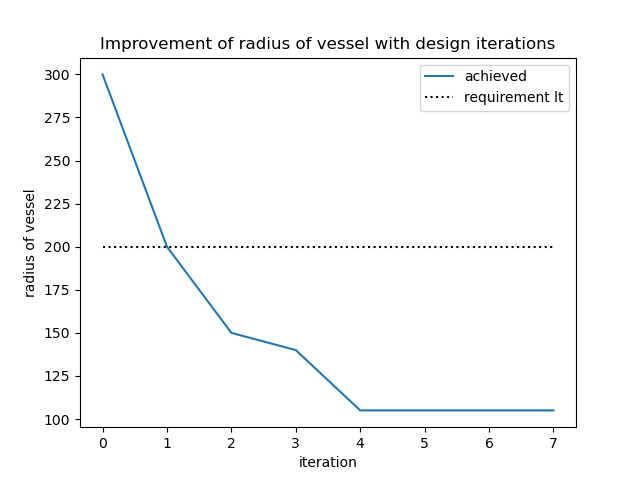 Improvement of radius of vessel with design iterations
achieved
requirement lt
300
275
250
225
200
175
150
125
100
radius of vessel
0 1 2 3 4 5 6 7
iteration